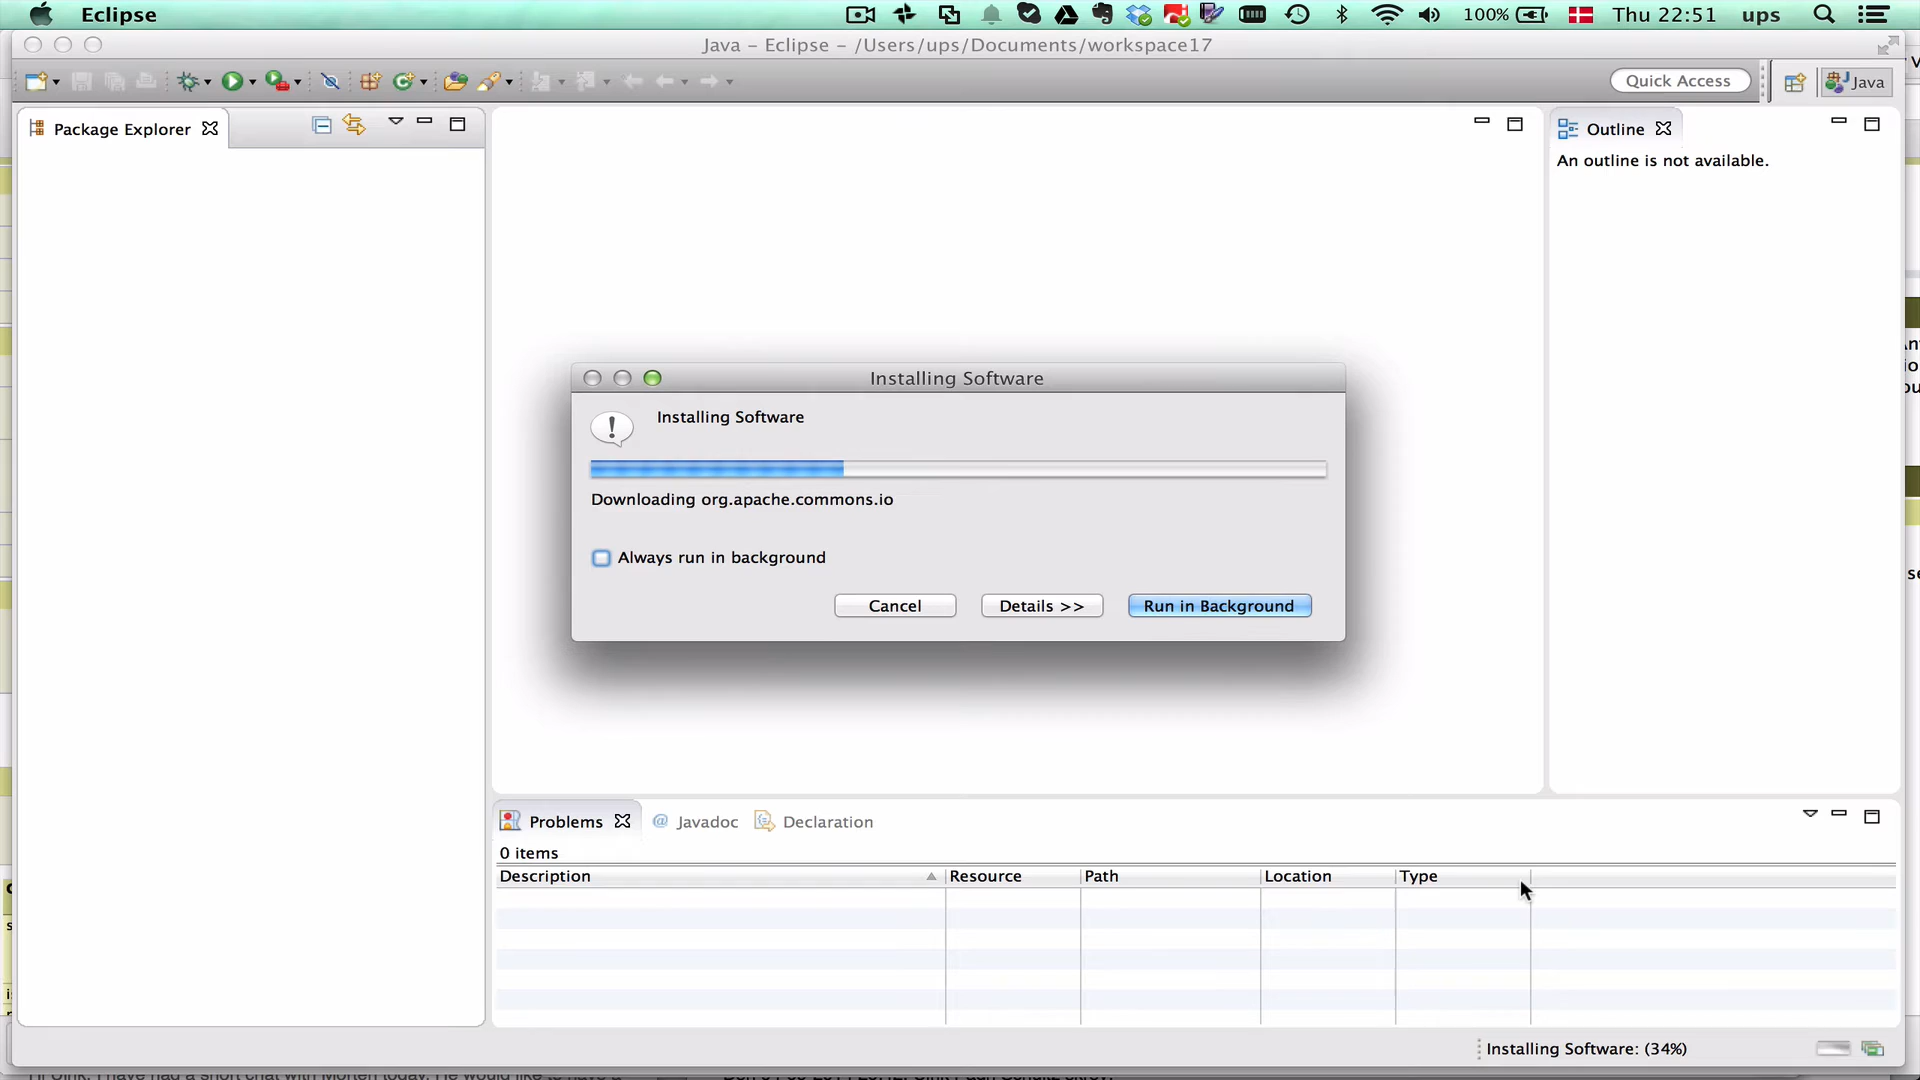 Eclipse
100%
Thu 22:51
ups
Java – Eclipse – /Users/ups/Documents/workspace17
Quick Access
Java
Package Explorer
Outline
An outline is not available.
Installing Software
Installing Software
Downloading org.apache.commons.io
Always run in background
Cancel
Details >>
Run in Background
Problems
@ Javadoc
Declaration
0 items
Description
Resource
Path
Location
Type
Installing Software: (34%)